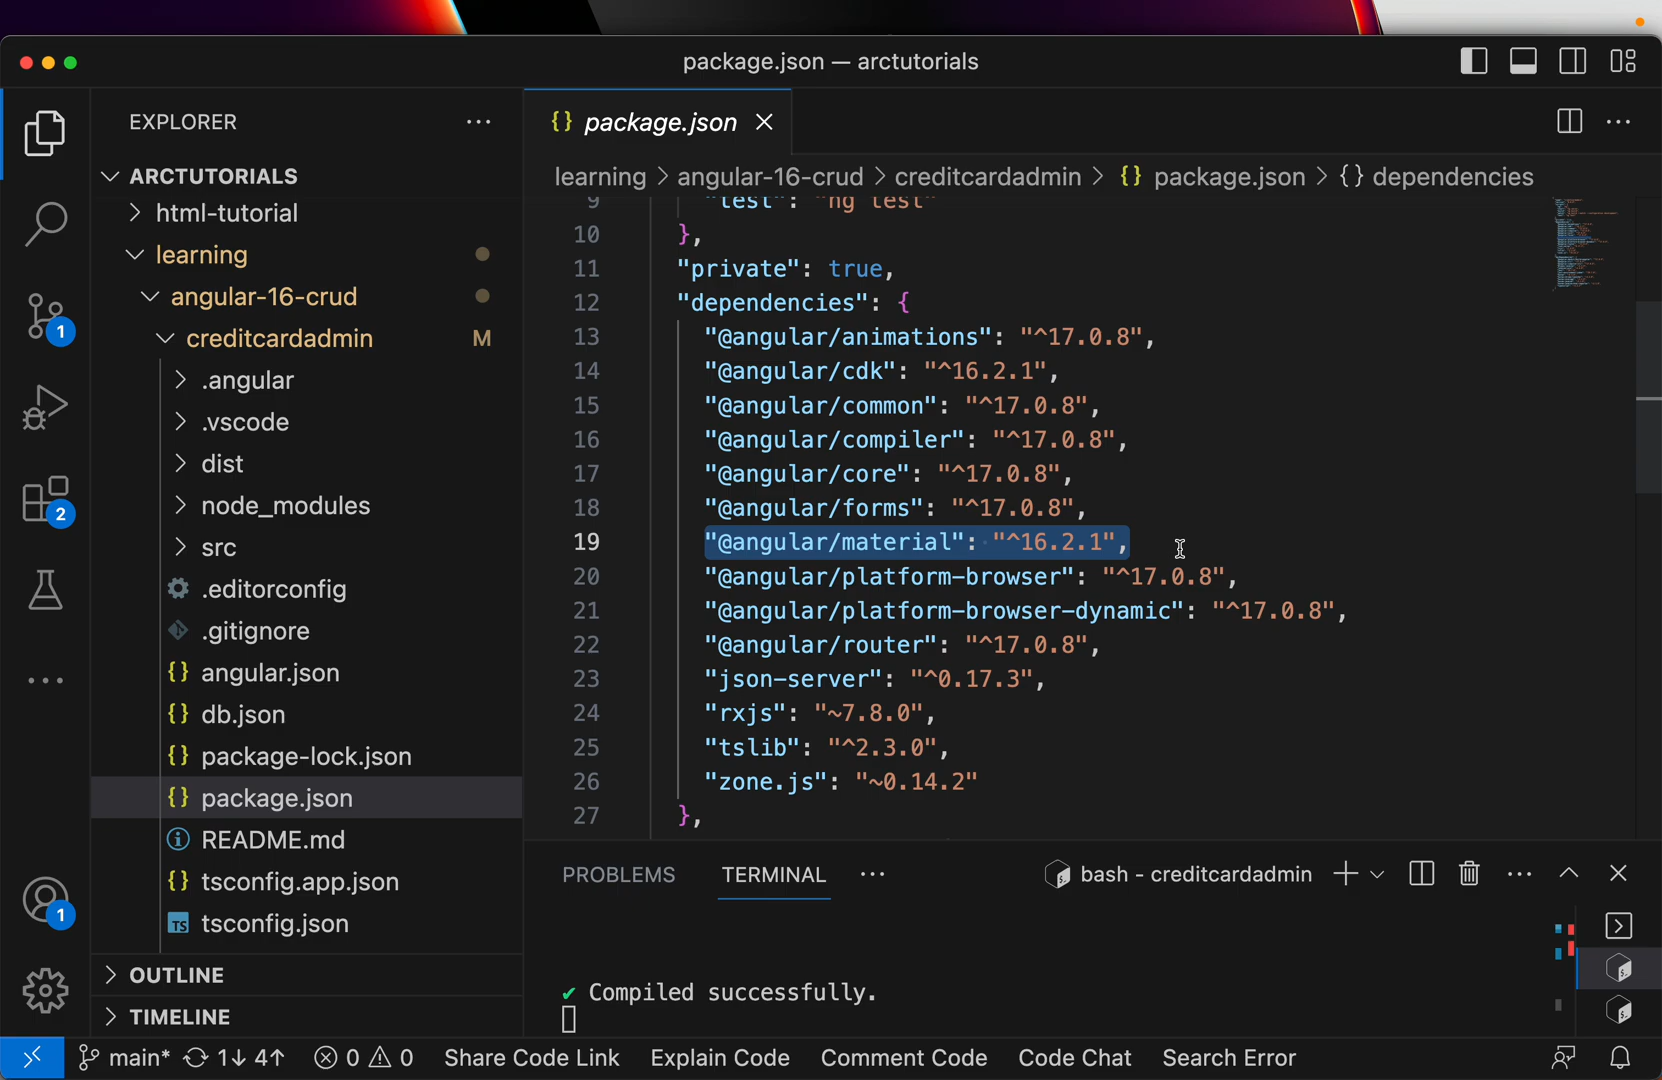 package.json — arctutorials
EXPLORER
ARCTUTORIALS
html-tutorial
learning
angular-16-crud
creditcardadmin M
.angular
.vscode
dist
node_modules
src
.editorconfig
.gitignore
angular.json
db.json
package-lock.json
package.json
README.md
tsconfig.app.json
TS tsconfig.json
OUTLINE
TIMELINE
1
2
1
{} package.json
learning > angular-16-crud > creditcardadmin > {} package.json > {} dependencies
9 "test": "ng test"
10 },
11 "private": true,
12 "dependencies": {
13 "@angular/animations": "^17.0.8",
14 "@angular/cdk": "^16.2.1",
15 "@angular/common": "^17.0.8",
16 "@angular/compiler": "^17.0.8",
17 "@angular/core": "^17.0.8",
18 "@angular/forms": "^17.0.8",
19 "@angular/material": "^16.2.1",
20 "@angular/platform-browser": "^17.0.8",
21 "@angular/platform-browser-dynamic": "^17.0.8",
22 "@angular/router": "^17.0.8",
23 "json-server": "^0.17.3",
24 "rxjs": "~7.8.0",
25 "tslib": "^2.3.0",
26 "zone.js": "~0.14.2"
27 },
PROBLEMS TERMINAL bash - creditcardadmin
✔ Compiled successfully.
main* 1↓ 4↑ 0 0 Share Code Link Explain Code Comment Code Code Chat Search Error